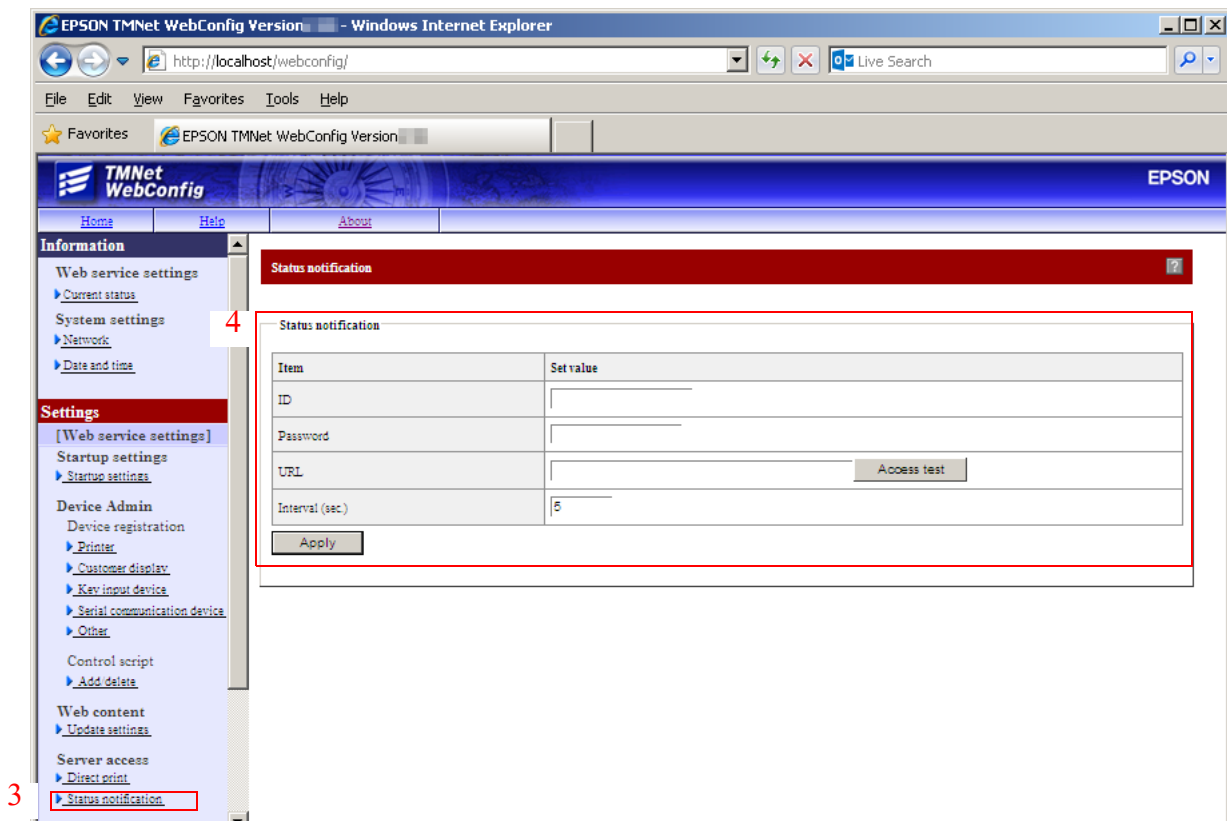 EPSON TMNet WebConfig Version - Windows Internet Explorer
http://localhost/webconfig/
Live Search
File Edit View Favorites Tools Help
Favorites
EPSON TMNet WebConfig Version
TMNet
WebConfig
EPSON
Home Help About
Information
Web service settings
Current status
System settings
Network
Date and time
Settings
[Web service settings]
Startup settings
Startup settings
Device Admin
Device registration
Printer
Customer display
Key input device
Serial communication device
Other
Control script
Add/delete
Web content
Update settings
Server access
Direct print
3
Status notification
Status notification
?
4
Status notification
Item Set value
ID
Password
URL Access test
Interval (sec.) 5
Apply